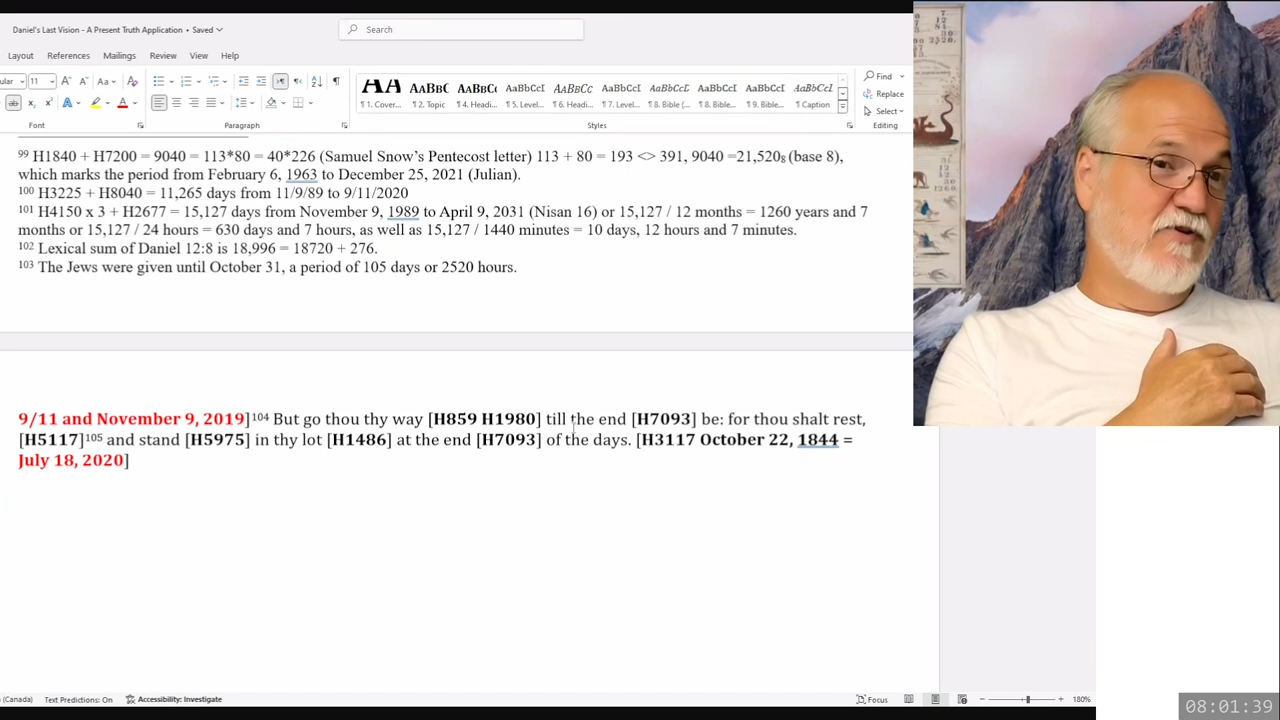 Daniel's Last Vision - A Present Truth Application • Saved
Search
Layout References Mailings Review View Help
ular 11 Aa
Find
Replace
Select
¶1. Cover... ¶2. Topic ¶4. Headi... ¶5. Level... ¶6. Headi... ¶7. Level... ¶8. Bible (... ¶8. Bible... ¶9. Bible... ¶ Caption
Font Paragraph Styles Editing
99 H1840 + H7200 = 9040 = 113*80 = 40*226 (Samuel Snow's Pentecost letter) 113 + 80 = 193 <> 391, 9040 =21,520₈ (base 8),
which marks the period from February 6, 1963 to December 25, 2021 (Julian).
100 H3225 + H8040 = 11,265 days from 11/9/89 to 9/11/2020
101 H4150 x 3 + H2677 = 15,127 days from November 9, 1989 to April 9, 2031 (Nisan 16) or 15,127 / 12 months = 1260 years and 7
months or 15,127 / 24 hours = 630 days and 7 hours, as well as 15,127 / 1440 minutes = 10 days, 12 hours and 7 minutes.
102 Lexical sum of Daniel 12:8 is 18,996 = 18720 + 276.
103 The Jews were given until October 31, a period of 105 days or 2520 hours.
9/11 and November 9, 2019]104 But go thou thy way [H859 H1980] till the end [H7093] be: for thou shalt rest,
[H5117]105 and stand [H5975] in thy lot [H1486] at the end [H7093] of the days. [H3117 October 22, 1844 =
July 18, 2020]
(Canada) Text Predictions: On Accessibility: Investigate Focus 180%
08:01:39